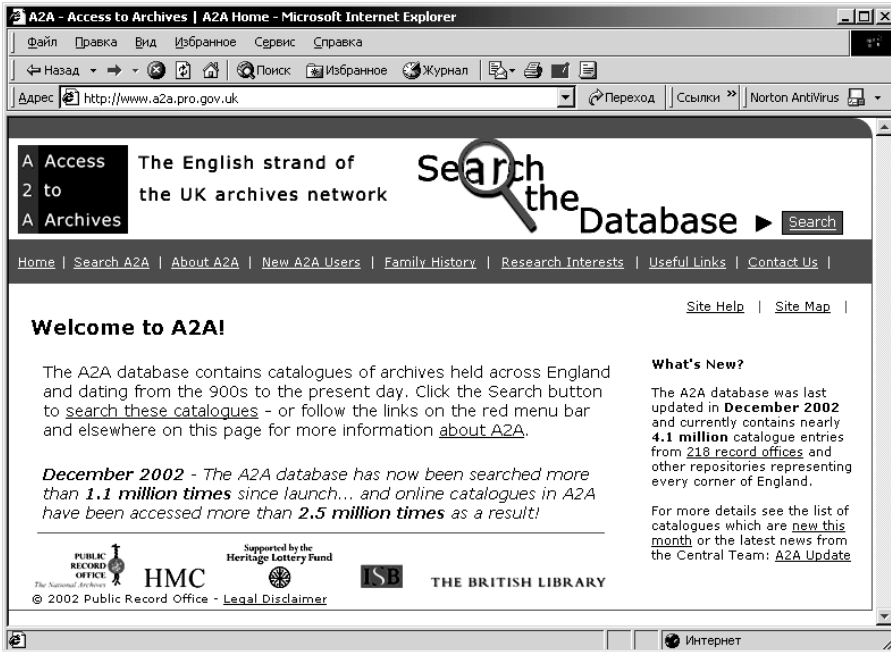 A2A - Access to Archives | A2A Home - Microsoft Internet Explorer
Файл Правка Вид Избранное Сервис Справка
Назад Поиск Избранное Журнал
Адрес http://www.a2a.pro.gov.uk Переход Ссылки » Norton AntiVirus
A Access
2 to
A Archives
The English strand of
the UK archives network
Search
the
Database
Search
Home | Search A2A | About A2A | New A2A Users | Family History | Research Interests | Useful Links | Contact Us |
Site Help | Site Map |
Welcome to A2A!
The A2A database contains catalogues of archives held across England
and dating from the 900s to the present day. Click the Search button
to search these catalogues - or follow the links on the red menu bar
and elsewhere on this page for more information about A2A.
December 2002 - The A2A database has now been searched more
than 1.1 million times since launch... and online catalogues in A2A
have been accessed more than 2.5 million times as a result!
What's New?
The A2A database was last
updated in December 2002
and currently contains nearly
4.1 million catalogue entries
from 218 record offices and
other repositories representing
every corner of England.
For more details see the list of
catalogues which are new this
month or the latest news from
the Central Team: A2A Update
PUBLIC
RECORD
OFFICE
The National Archives
HMC
Supported by the
Heritage Lottery Fund
ISB
THE BRITISH LIBRARY
© 2002 Public Record Office - Legal Disclaimer
Интернет